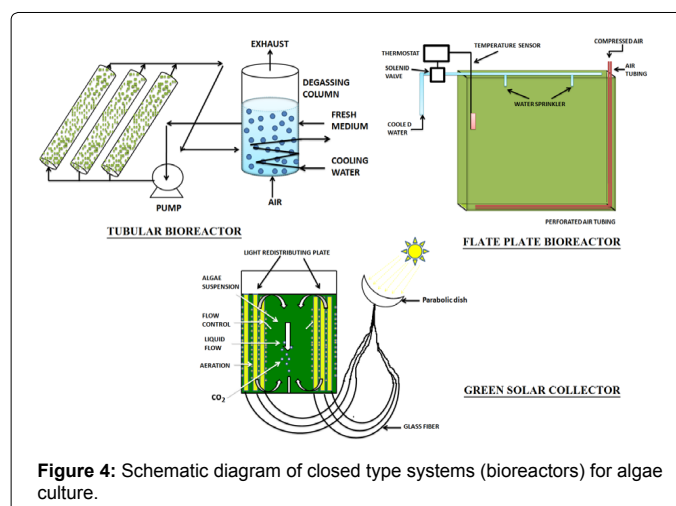 EXHAUST
DEGASSING
COLUMN
FRESH
MEDIUM
COOLING
WATER
AIR
PUMP
TUBULAR BIOREACTOR
THERMOSTAT
TEMPERATURE SENSOR
COMPRESSED AIR
SOLENID
VALVE
AIR
TUBING
WATER SPRINKLER
COOLED
WATER
PERFORATED AIR TUBING
FLATE PLATE BIOREACTOR
LIGHT REDISTRIBUTING PLATE
ALGAE
SUSPENSION
FLOW
CONTROL
LIQUID
FLOW
AERATION
CO2
Parabolic dish
GREEN SOLAR COLLECTOR
GLASS FIBER
Figure 4: Schematic diagram of closed type systems (bioreactors) for algae
culture.